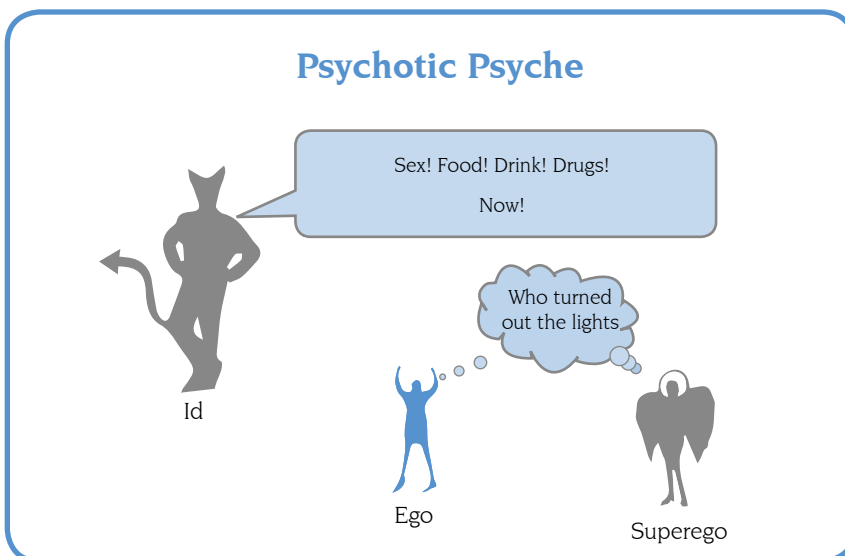 Psychotic Psyche
Sex! Food! Drink! Drugs!
Now!
Who turned
out the lights
Id
Ego
Superego